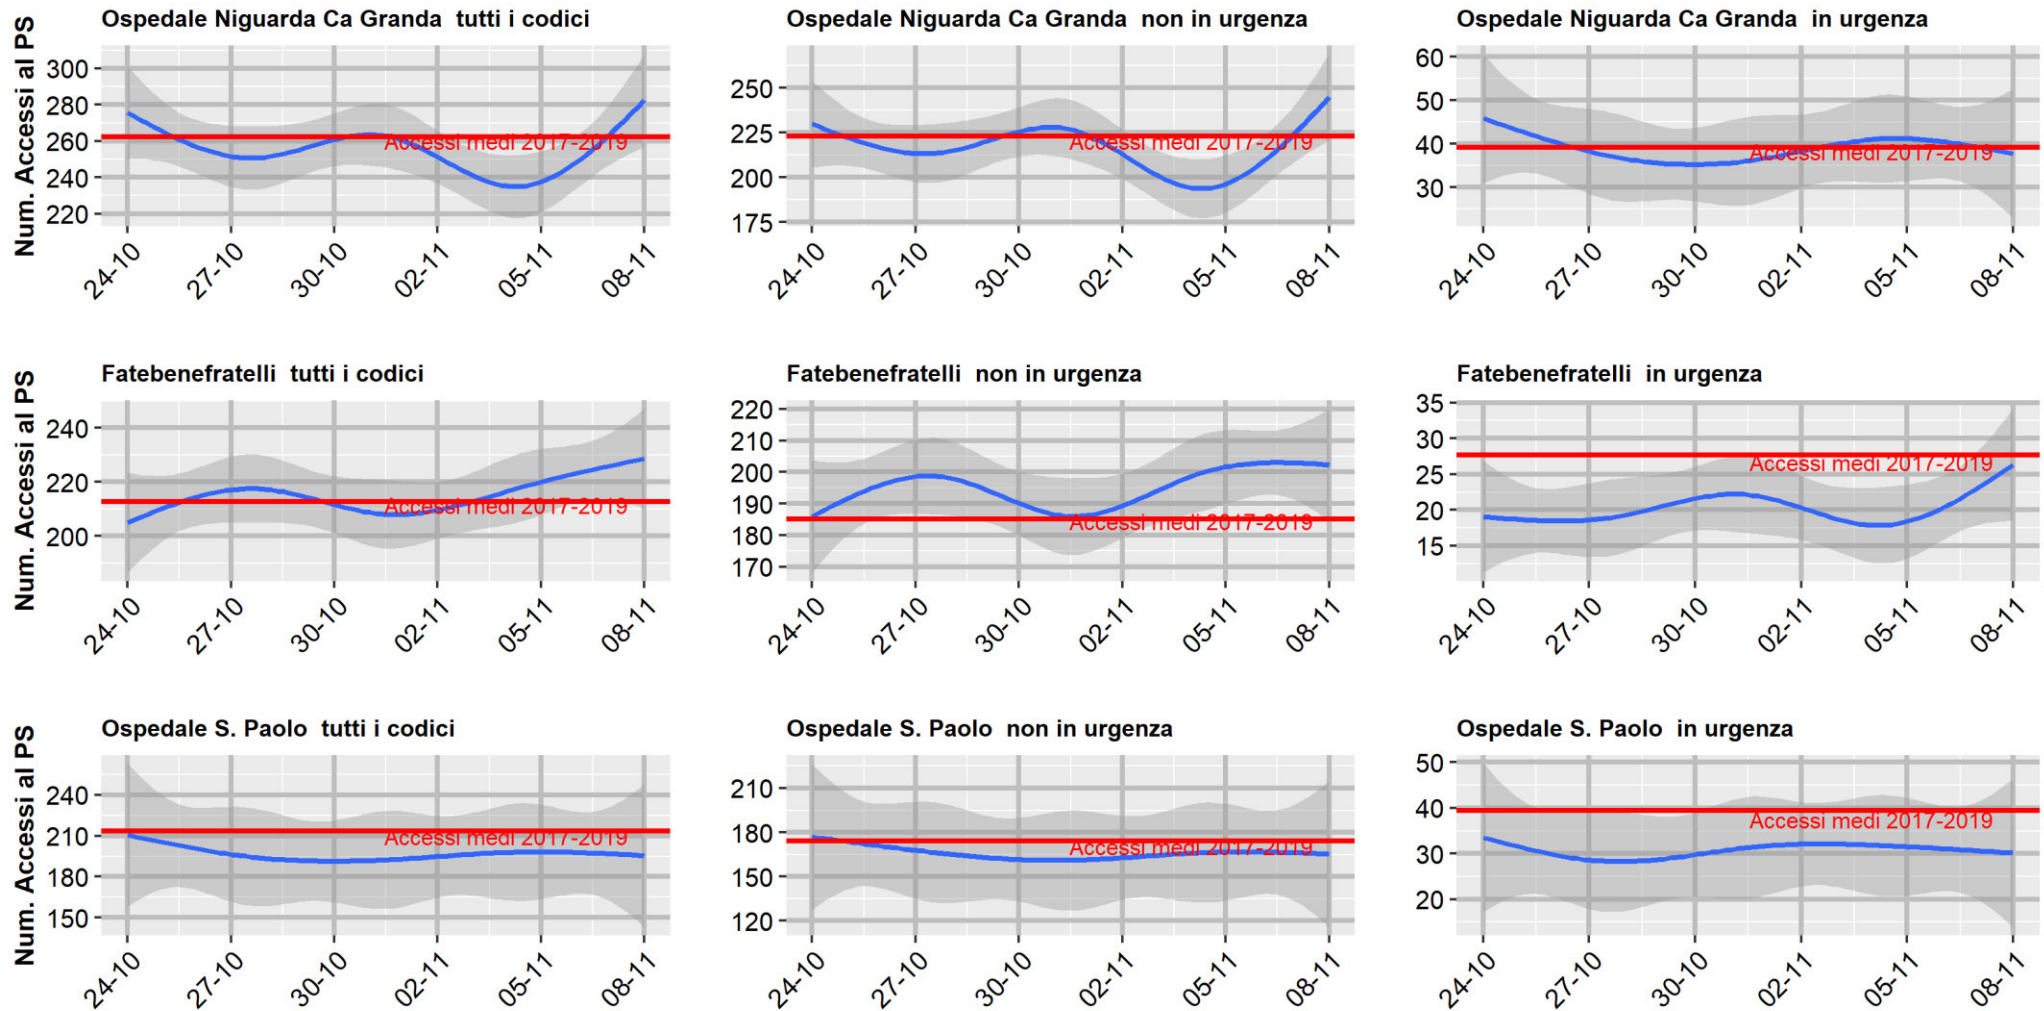 Ospedale Niguarda Ca Granda  tutti i codici
Num. Accessi al PS
300
280
260
240
220
Accessi medi 2017-2019
24-10 27-10 30-10 02-11 05-11 08-11
Ospedale Niguarda Ca Granda  non in urgenza
250
225
200
175
Accessi medi 2017-2019
24-10 27-10 30-10 02-11 05-11 08-11
Ospedale Niguarda Ca Granda  in urgenza
60
50
40
30
Accessi medi 2017-2019
24-10 27-10 30-10 02-11 05-11 08-11
Fatebenefratelli  tutti i codici
Num. Accessi al PS
240
220
200
Accessi medi 2017-2019
24-10 27-10 30-10 02-11 05-11 08-11
Fatebenefratelli  non in urgenza
220
210
200
190
180
170
Accessi medi 2017-2019
24-10 27-10 30-10 02-11 05-11 08-11
Fatebenefratelli  in urgenza
35
30
25
20
15
Accessi medi 2017-2019
24-10 27-10 30-10 02-11 05-11 08-11
Ospedale S. Paolo  tutti i codici
Num. Accessi al PS
240
210
180
150
Accessi medi 2017-2019
24-10 27-10 30-10 02-11 05-11 08-11
Ospedale S. Paolo  non in urgenza
210
180
150
120
Accessi medi 2017-2019
24-10 27-10 30-10 02-11 05-11 08-11
Ospedale S. Paolo  in urgenza
50
40
30
20
Accessi medi 2017-2019
24-10 27-10 30-10 02-11 05-11 08-11